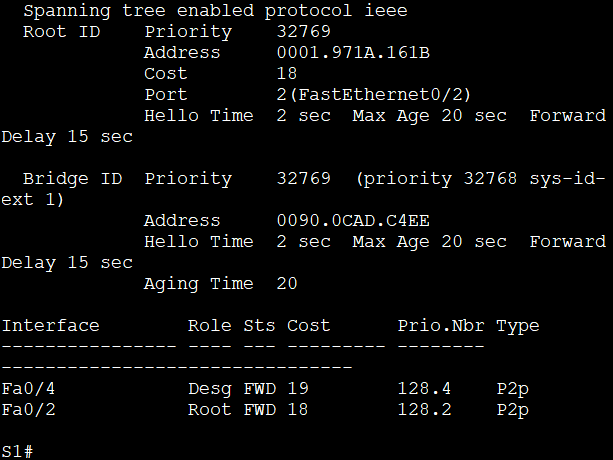 Spanning tree enabled protocol ieee
Root ID    Priority    32769
Address     0001.971A.161B
Cost        18
Port        2(FastEthernet0/2)
Hello Time  2 sec  Max Age 20 sec  Forward
Delay 15 sec
Bridge ID  Priority    32769  (priority 32768 sys-id-
ext 1)
Address     0090.0CAD.C4EE
Hello Time  2 sec  Max Age 20 sec  Forward
Delay 15 sec
Aging Time  20
Interface        Role Sts Cost      Prio.Nbr Type
---------------- ---- --- --------- --------
--------------------------------
Fa0/4            Desg FWD 19        128.4    P2p
Fa0/2            Root FWD 18        128.2    P2p
S1#